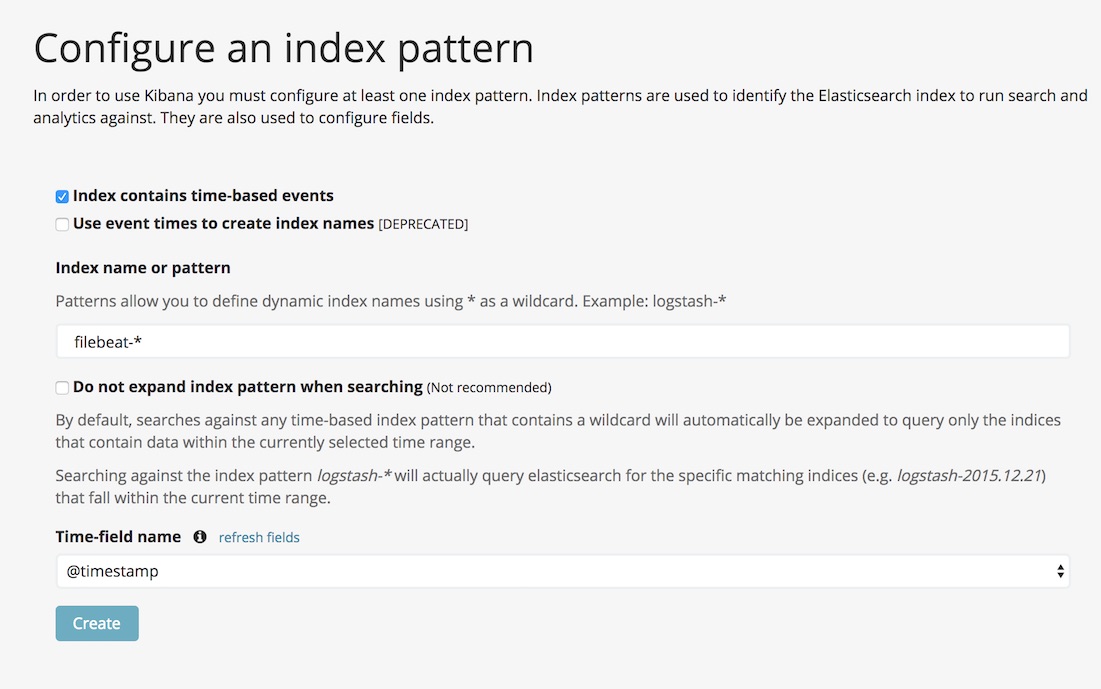 Configure an index pattern
In order to use Kibana you must configure at least one index pattern. Index patterns are used to identify the Elasticsearch index to run search and
analytics against. They are also used to configure fields.
Index contains time-based events
Use event times to create index names [DEPRECATED]
Index name or pattern
Patterns allow you to define dynamic index names using * as a wildcard. Example: logstash-*
filebeat-*
Do not expand index pattern when searching (Not recommended)
By default, searches against any time-based index pattern that contains a wildcard will automatically be expanded to query only the indices
that contain data within the currently selected time range.
Searching against the index pattern logstash-* will actually query elasticsearch for the specific matching indices (e.g. logstash-2015.12.21)
that fall within the current time range.
Time-field name refresh fields
@timestamp
Create